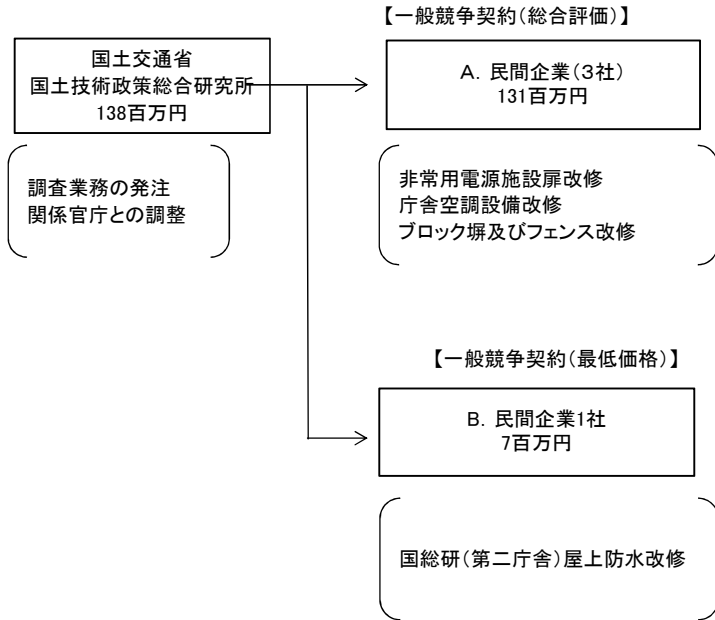 【一般競争契約(総合評価)】
国土交通省
国土技術政策総合研究所
138百万円
A. 民間企業(3社)
131百万円
調査業務の発注
関係官庁との調整
非常用電源施設扉改修
庁舎空調設備改修
ブロック塀及びフェンス改修
【一般競争契約(最低価格)】
B. 民間企業1社
7百万円
国総研(第二庁舎)屋上防水改修